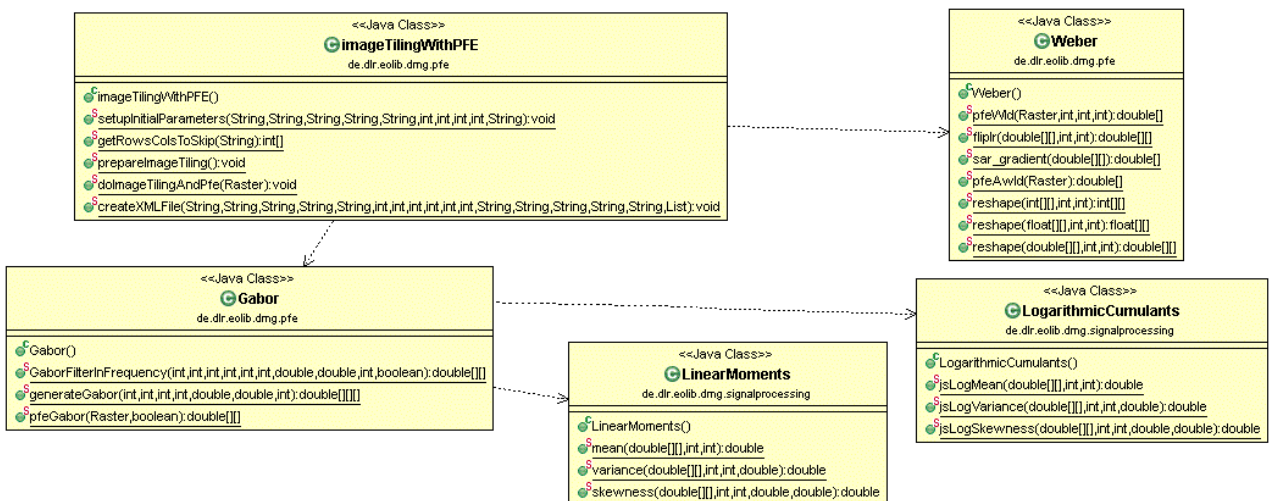 <<Java Class>>
imageTilingWithPFE
de.dlr.eolib.dmg.pfe
imageTilingWithPFE()
setupInitialParameters(String,String,String,String,String,int,int,int,int,String):void
getRowsColsToSkip(String):int[]
prepareImageTiling():void
doImageTilingAndPfe(Raster):void
createXMLFile(String,String,String,String,String,int,int,int,int,int,int,String,String,String,String,String,List):void
<<Java Class>>
Weber
de.dlr.eolib.dmg.pfe
Weber()
pfeWld(Raster,int,int,int):double[]
fliplr(double[][],int,int):double[][]
sar_gradient(double[][]):double[]
pfeAwld(Raster):double[]
reshape(int[][],int,int):int[][]
reshape(float[][],int,int):float[][]
reshape(double[][],int,int):double[][]
<<Java Class>>
Gabor
de.dlr.eolib.dmg.pfe
Gabor()
GaborFilterInFrequency(int,int,int,int,int,int,double,double,int,boolean):double[][]
generateGabor(int,int,int,int,double,double,int):double[][][]
pfeGabor(Raster,boolean):double[][]
<<Java Class>>
LinearMoments
de.dlr.eolib.dmg.signalprocessing
LinearMoments()
mean(double[][],int,int):double
variance(double[][],int,int,double):double
skewness(double[][],int,int,double,double):double
<<Java Class>>
LogarithmicCumulants
de.dlr.eolib.dmg.signalprocessing
LogarithmicCumulants()
jsLogMean(double[][],int,int):double
jsLogVariance(double[][],int,int,double):double
jsLogSkewness(double[][],int,int,double,double):double